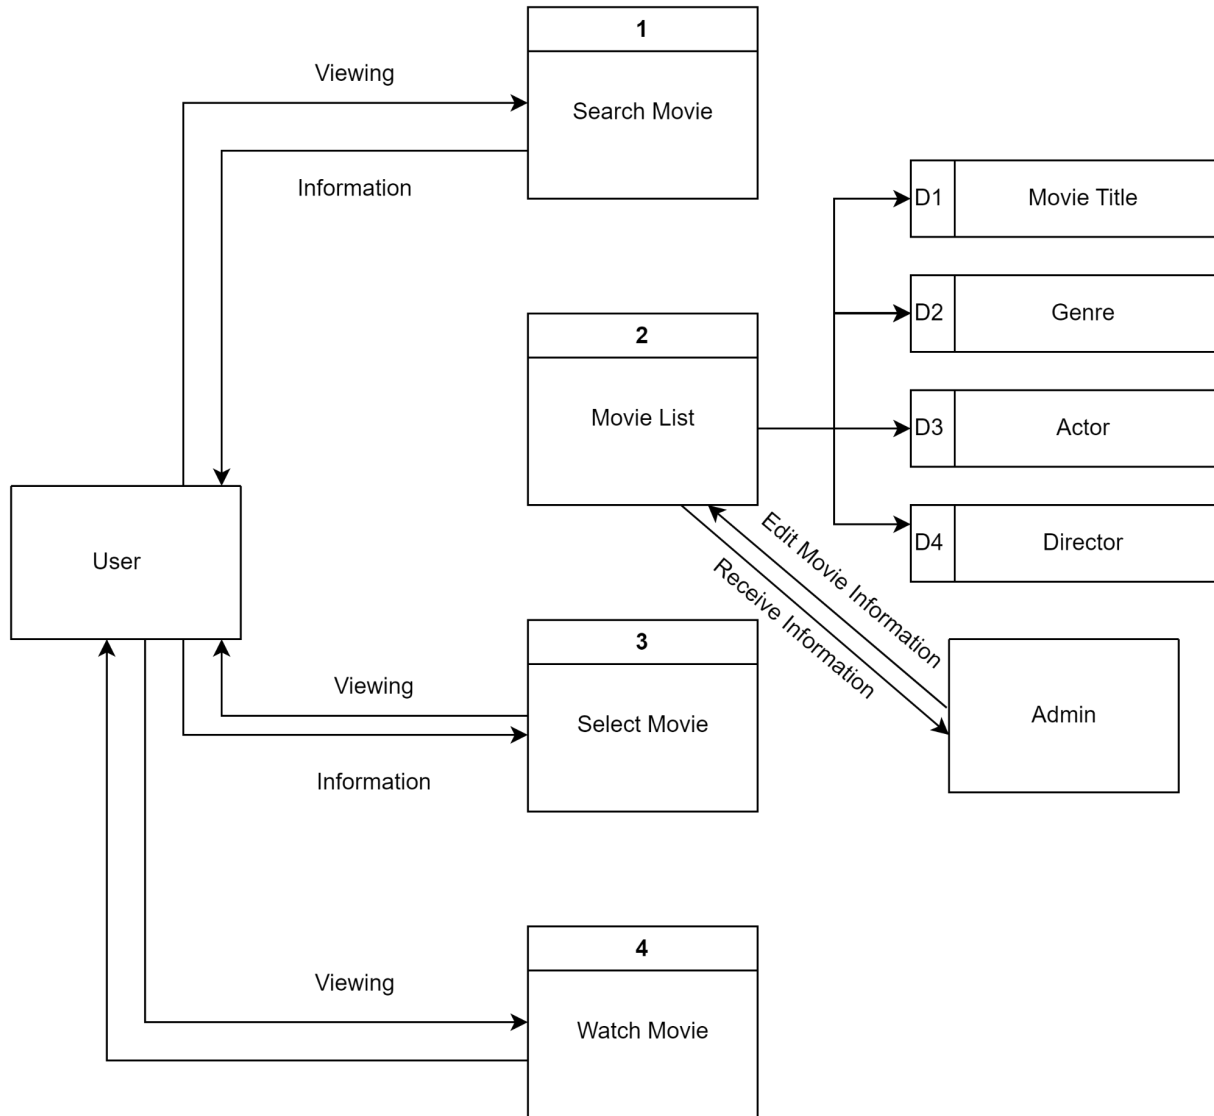 1
Viewing
Search Movie
Information
D1
Movie Title
D2
Genre
2
Movie List
D3
Actor
Edit Movie Information
D4
Director
User
Receive Information
3
Viewing
Select Movie
Admin
Information
4
Viewing
Watch Movie